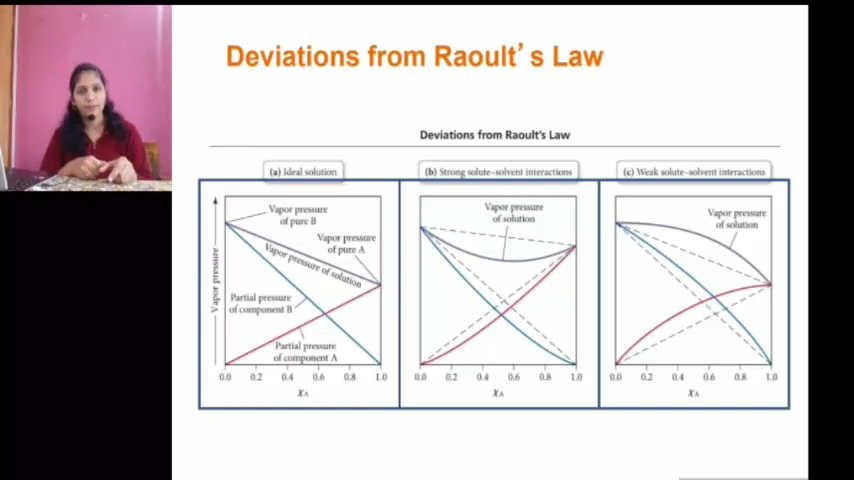 Deviations from Raoult's Law
Deviations from Raoult's Law
(a) Ideal solution
(b) Strong solute–solvent interactions
(c) Weak solute–solvent interactions
Vapor pressure
Vapor pressure
of pure B
Vapor pressure
of pure A
Vapor pressure of solution
Partial pressure
of component B
Partial pressure
of component A
0.0 0.2 0.4 0.6 0.8 1.0
χA
Vapor pressure
of solution
0.0 0.2 0.4 0.6 0.8 1.0
χA
Vapor pressure
of solution
0.0 0.2 0.4 0.6 0.8 1.0
χA